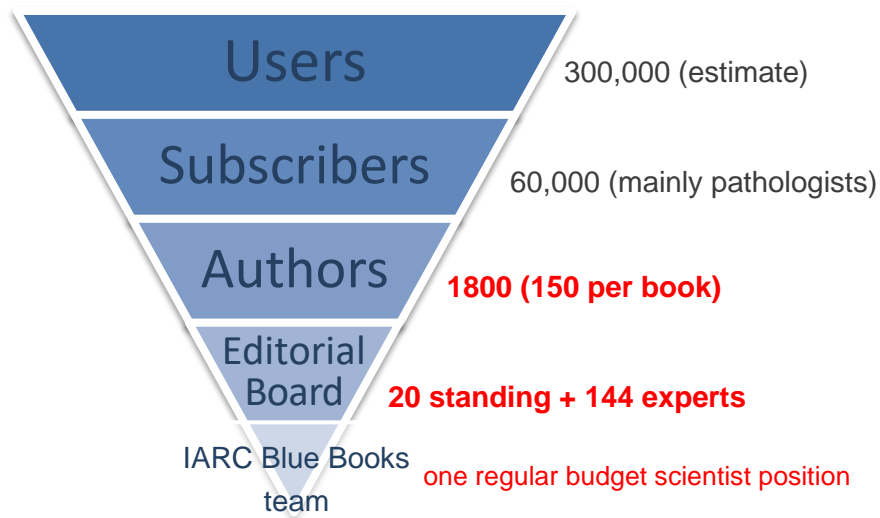 Users
300,000 (estimate)
Subscribers
60,000 (mainly pathologists)
Authors
1800 (150 per book)
Editorial
Board
20 standing + 144 experts
IARC Blue Books
team
one regular budget scientist position